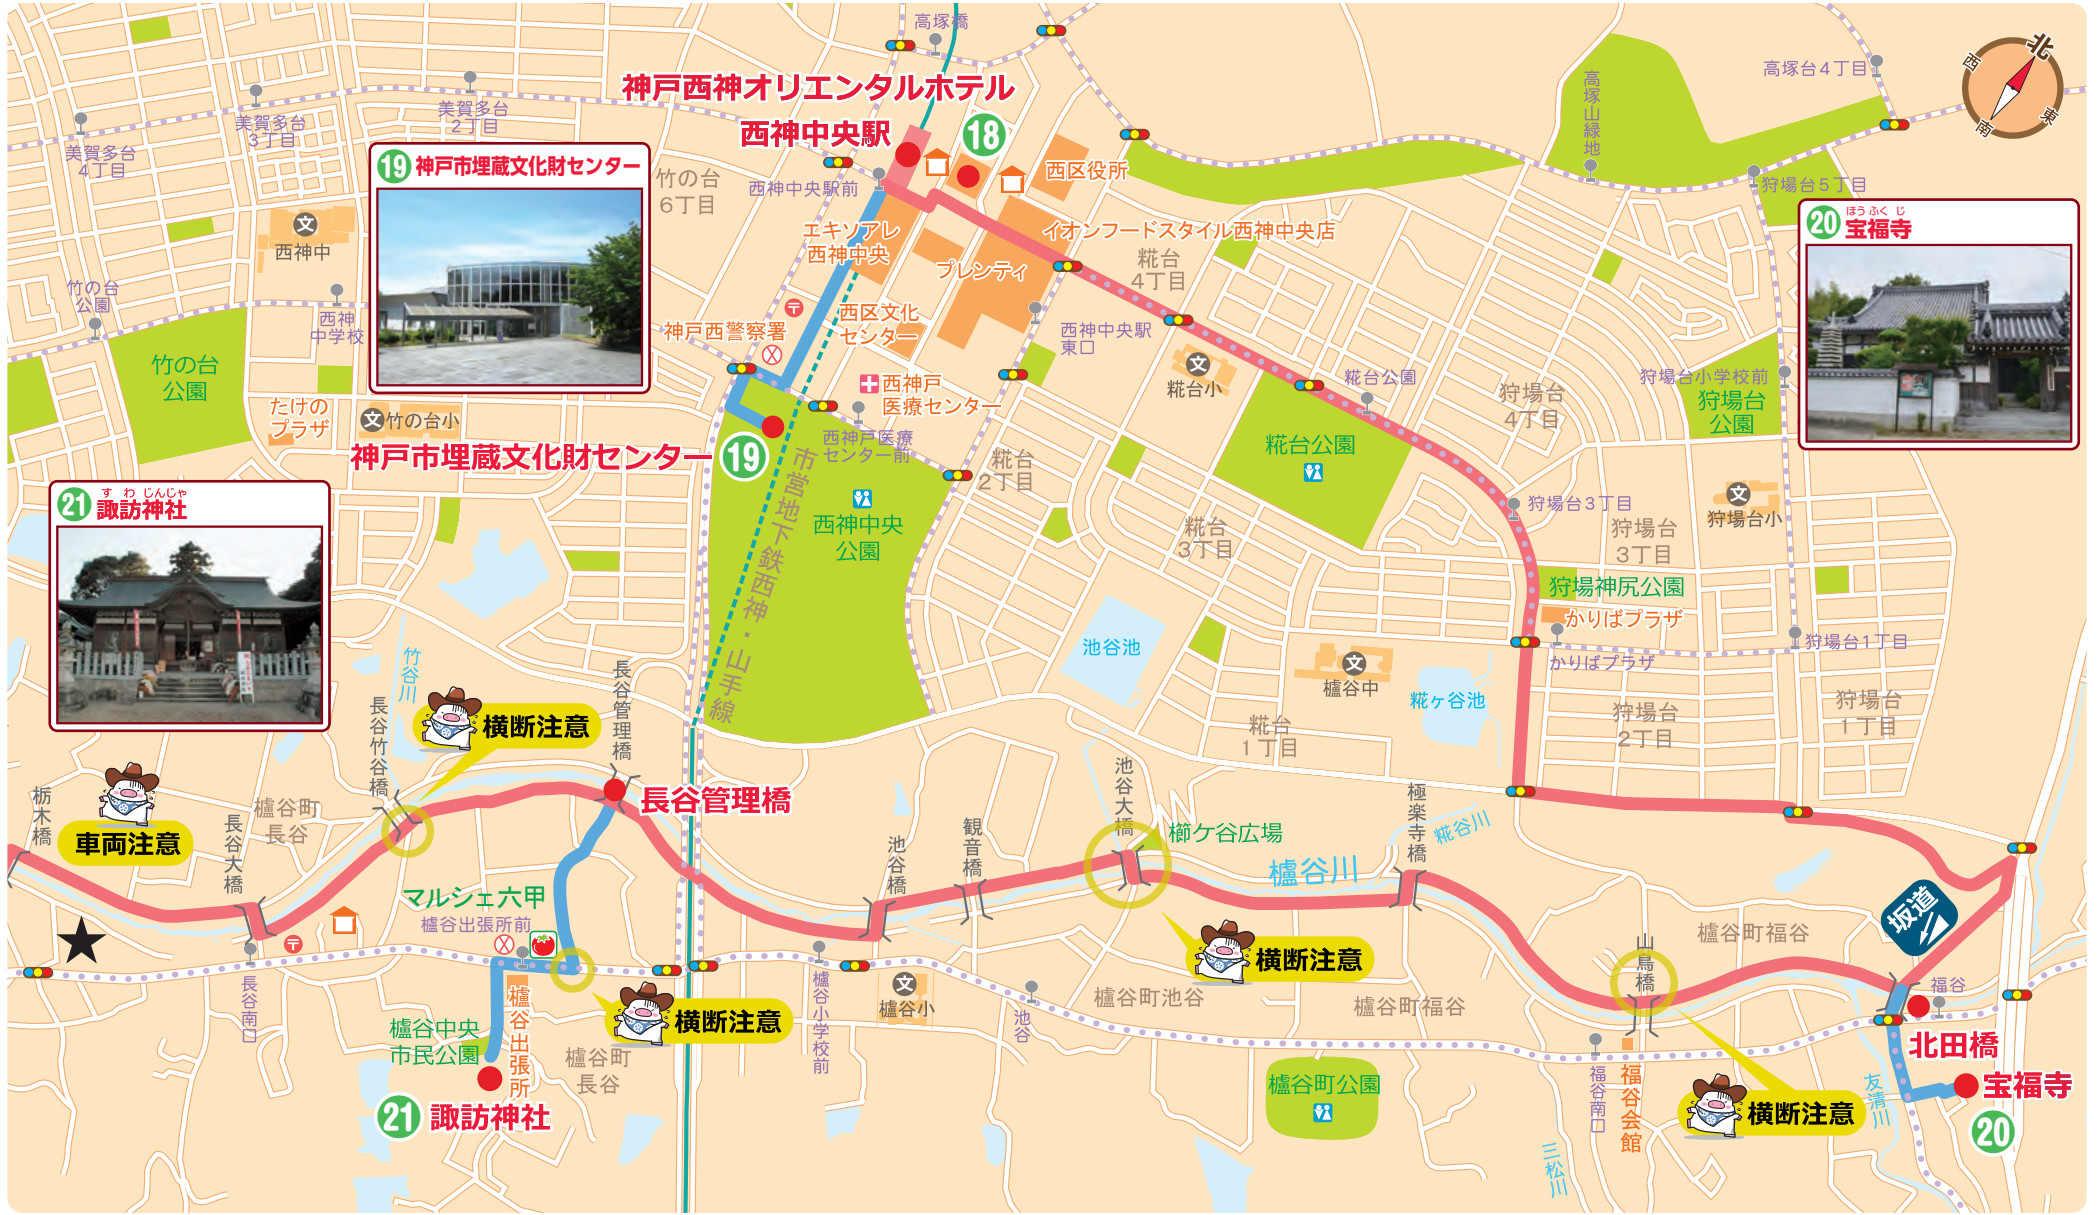 高塚橋
神戸西神オリエンタルホテル
西神中央駅
18
西区役所
高塚山緑地
高塚台4丁目
北
西
東
南
美賀多台
4丁目
美賀多台
3丁目
美賀多台
2丁目
19 神戸市埋蔵文化財センター
竹の台
6丁目
西神中央駅前
狩場台5丁目
ほうふくじ
20 宝福寺
文
西神中
エキソアレ
西神中央
プレンティ
イオンフードスタイル西神中央店
糀台
4丁目
竹の台
公園
西神
中学校
神戸西警察署
西区文化
センター
西神中央駅
東口
竹の台
公園
文
糀台小
糀台公園
狩場台
4丁目
狩場台小学校前
狩場台
公園
たけの
プラザ
文 竹の台小
西神戸
医療センター
神戸市埋蔵文化財センター
19
西神戸医療
センター前
糀台公園
糀台
2丁目
すわじんじゃ
21 諏訪神社
市営地下鉄西神・山手線
西神中央
公園
糀台
3丁目
狩場台3丁目
狩場台
3丁目
文
狩場台小
狩場神尻公園
かりばプラザ
かりばプラザ
狩場台1丁目
池谷池
文
櫨谷中
糀ヶ谷池
糀台
1丁目
狩場台
2丁目
狩場台
1丁目
竹谷川
長谷竹谷橋
横断注意
長谷管理橋
長谷管理橋
栃木橋
車両注意
櫨谷町
長谷
長谷大橋
池谷大橋
櫛ケ谷広場
極楽寺橋
糀谷川
池谷橋
観音橋
櫨谷川
マルシェ六甲
櫨谷出張所前
横断注意
山鳥橋
櫨谷町福谷
坂道
長谷南口
櫨谷小学校前
文
櫨谷小
池谷
櫨谷町池谷
櫨谷町福谷
福谷
横断注意
櫨谷中央
市民公園
櫨谷出張所
櫨谷町
長谷
北田橋
21 諏訪神社
櫨谷町公園
福谷南口
福谷会館
横断注意
友清川
宝福寺
20
三松川